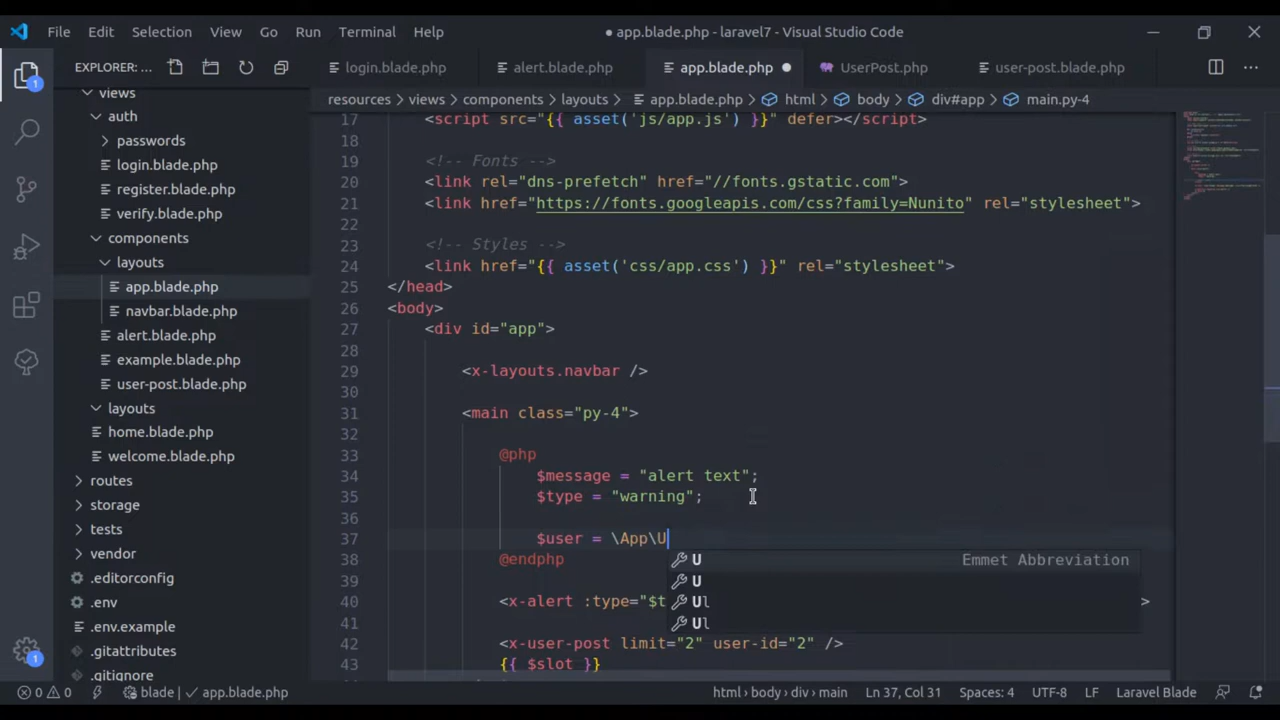 File Edit Selection View Go Run Terminal Help
● app.blade.php - laravel7 - Visual Studio Code
EXPLORER: ...
login.blade.php alert.blade.php app.blade.php UserPost.php user-post.blade.php
resources > views > components > layouts > app.blade.php > html > body > div#app > main.py-4
1
views
auth
passwords
login.blade.php
register.blade.php
verify.blade.php
components
layouts
app.blade.php
navbar.blade.php
alert.blade.php
example.blade.php
user-post.blade.php
layouts
home.blade.php
welcome.blade.php
routes
storage
tests
vendor
.editorconfig
.env
.env.example
.gitattributes
.gitignore
1
17 <script src="{{ asset('js/app.js') }}" defer></script>
18
19 <!-- Fonts -->
20 <link rel="dns-prefetch" href="//fonts.gstatic.com">
21 <link href="https://fonts.googleapis.com/css?family=Nunito" rel="stylesheet">
22
23 <!-- Styles -->
24 <link href="{{ asset('css/app.css') }}" rel="stylesheet">
25 </head>
26 <body>
27 <div id="app">
28
29 <x-layouts.navbar />
30
31 <main class="py-4">
32
33 @php
34 $message = "alert text";
35 $type = "warning";
36
37 $user = \App\U
38 @endphp
39
40 <x-alert :type="$t >
41
42 <x-user-post limit="2" user-id="2" />
43 {{ $slot }}
U Emmet Abbreviation
U
Ul
Ul
0 0 blade app.blade.php html > body > div > main Ln 37, Col 31 Spaces: 4 UTF-8 LF Laravel Blade